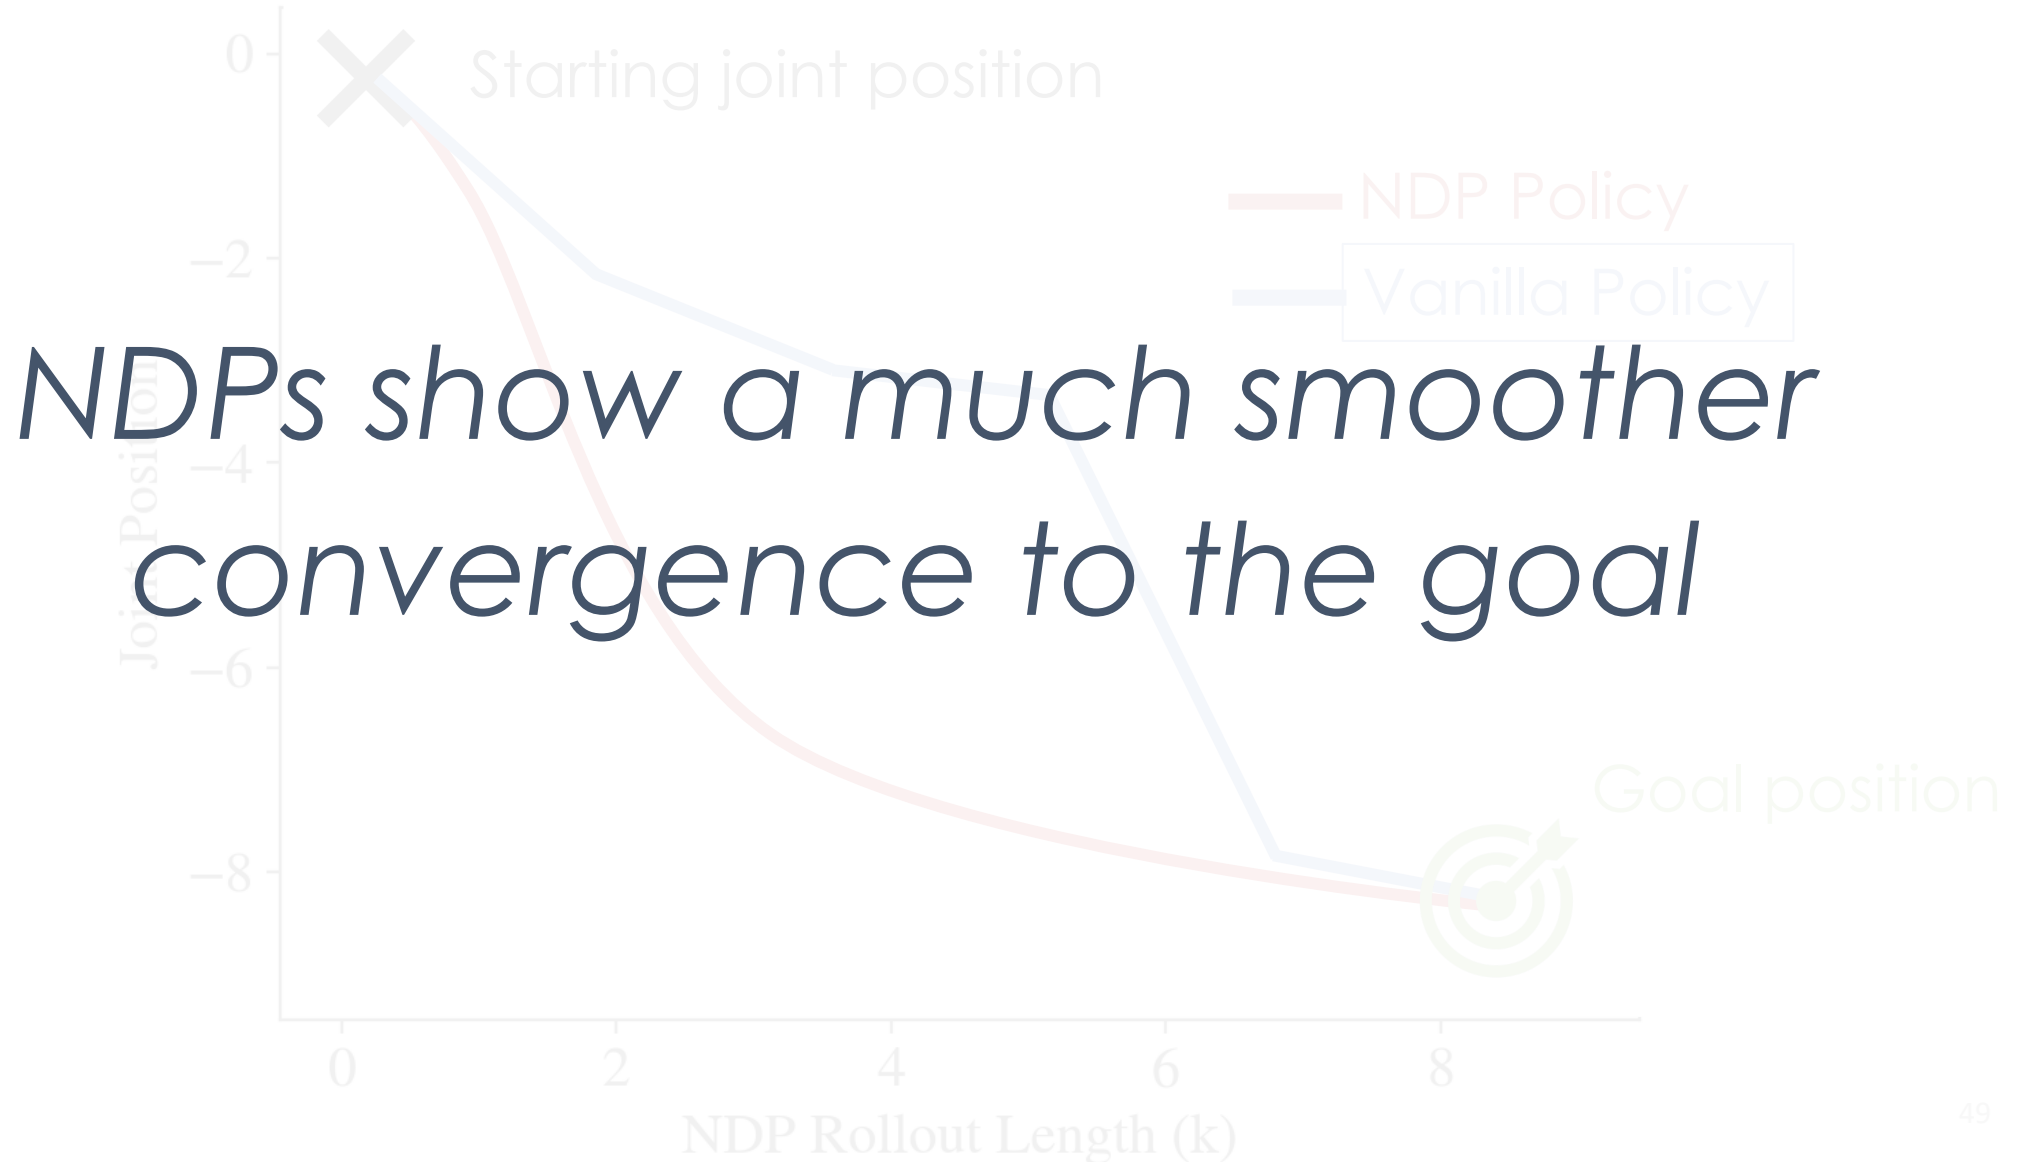 0
Starting joint position
NDP Policy
−2
Vanilla Policy
NDPs show a much smoother
−4
Joint Position
convergence to the goal
−6
Goal position
−8
0 2 4 6 8
NDP Rollout Length (k)
49